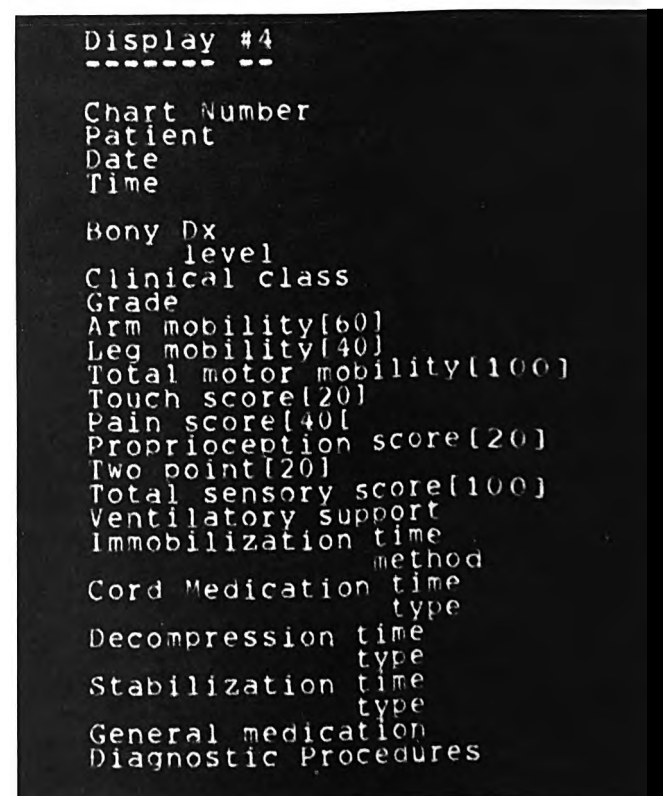 Display #4
------- --
Chart Number
Patient
Date
Time
Bony Dx
level
Clinical class
Grade
Arm mobility[60]
Leg mobility[40]
Total motor mobility[100]
Touch score[20]
Pain score[40[
Proprioception score[20]
Two point[20]
Total sensory score[100]
Ventilatory support
Immobilization time
method
Cord Medication time
type
Decompression time
type
Stabilization time
type
General medication
Diagnostic Procedures